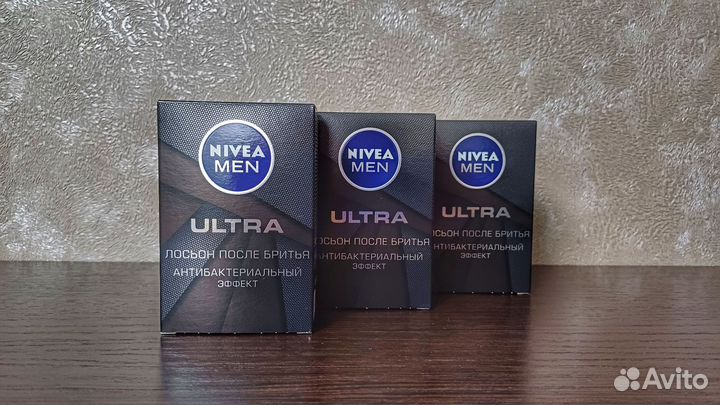 NIVEA
MEN
ULTRA
ЛОСЬОН ПОСЛЕ БРИТЬЯ
АНТИБАКТЕРИАЛЬНЫЙ
ЭФФЕКТ
NIVEA
MEN
ULTRA
ЛОСЬОН ПОСЛЕ БРИТЬЯ
АНТИБАКТЕРИАЛЬНЫЙ
ЭФФЕКТ
NIVEA
MEN
ULTRA
ЛОСЬОН ПОСЛЕ БРИТЬЯ
АНТИБАКТЕРИАЛЬНЫЙ
ЭФФЕКТ
Avito